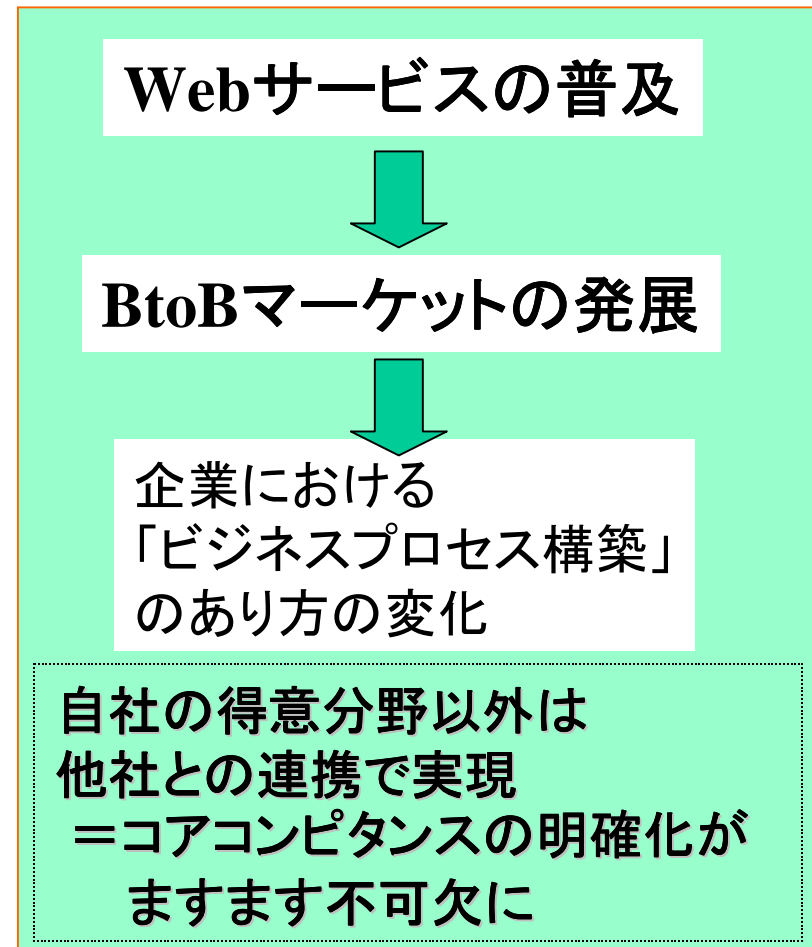 Webサービスの普及
BtoBマーケットの発展
企業における
「ビジネスプロセス構築」
のあり方の変化
自社の得意分野以外は
他社との連携で実現
＝コアコンピタンスの明確化が
ますます不可欠に